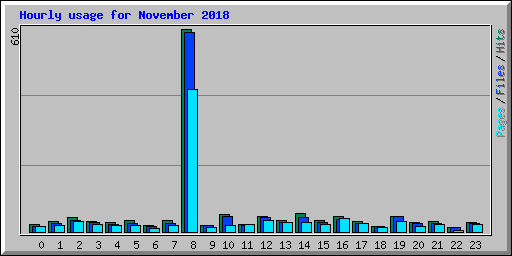 Hourly usage for November 2018
610
Pages/Files/Hits
0 1 2 3 4 5 6 7 8 9 10 11 12 13 14 15 16 17 18 19 20 21 22 23